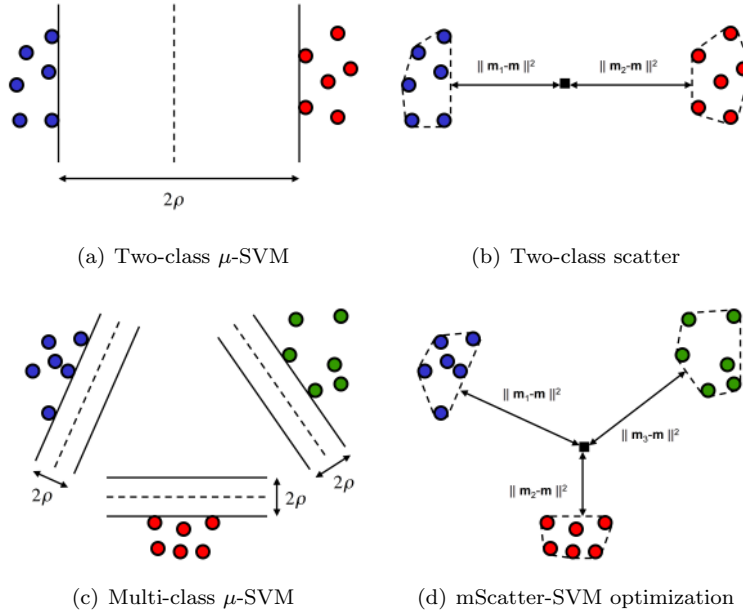 ‖ m₁-m ‖² ‖ m₂-m ‖²
2ρ
(a) Two-class μ-SVM (b) Two-class scatter
‖ m₁-m ‖²
‖ m₃-m ‖²
2ρ 2ρ 2ρ
‖ m₂-m ‖²
(c) Multi-class μ-SVM (d) mScatter-SVM optimization